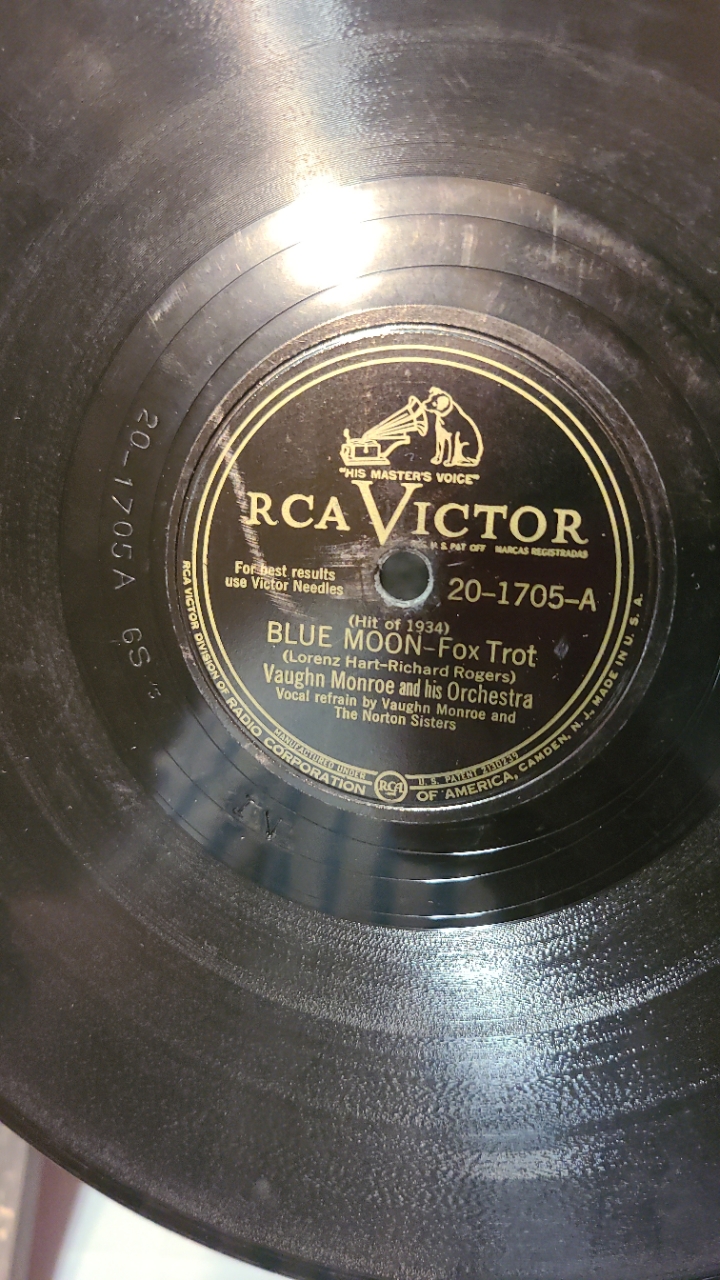 "HIS MASTER'S VOICE"
RCA VICTOR
U.S. PAT OFF MARCAS REGISTRADAS
For best results
use Victor Needles
20-1705-A
(Hit of 1934)
BLUE MOON-Fox Trot
(Lorenz Hart-Richard Rogers)
Vaughn Monroe and his Orchestra
Vocal refrain by Vaughn Monroe and
The Norton Sisters
MANUFACTURED UNDER RCA U.S. PATENT 2130239
RCA VICTOR DIVISION OF RADIO CORPORATION OF AMERICA, CAMDEN, N.J., MADE IN U.S.A.
20-1705A 6S